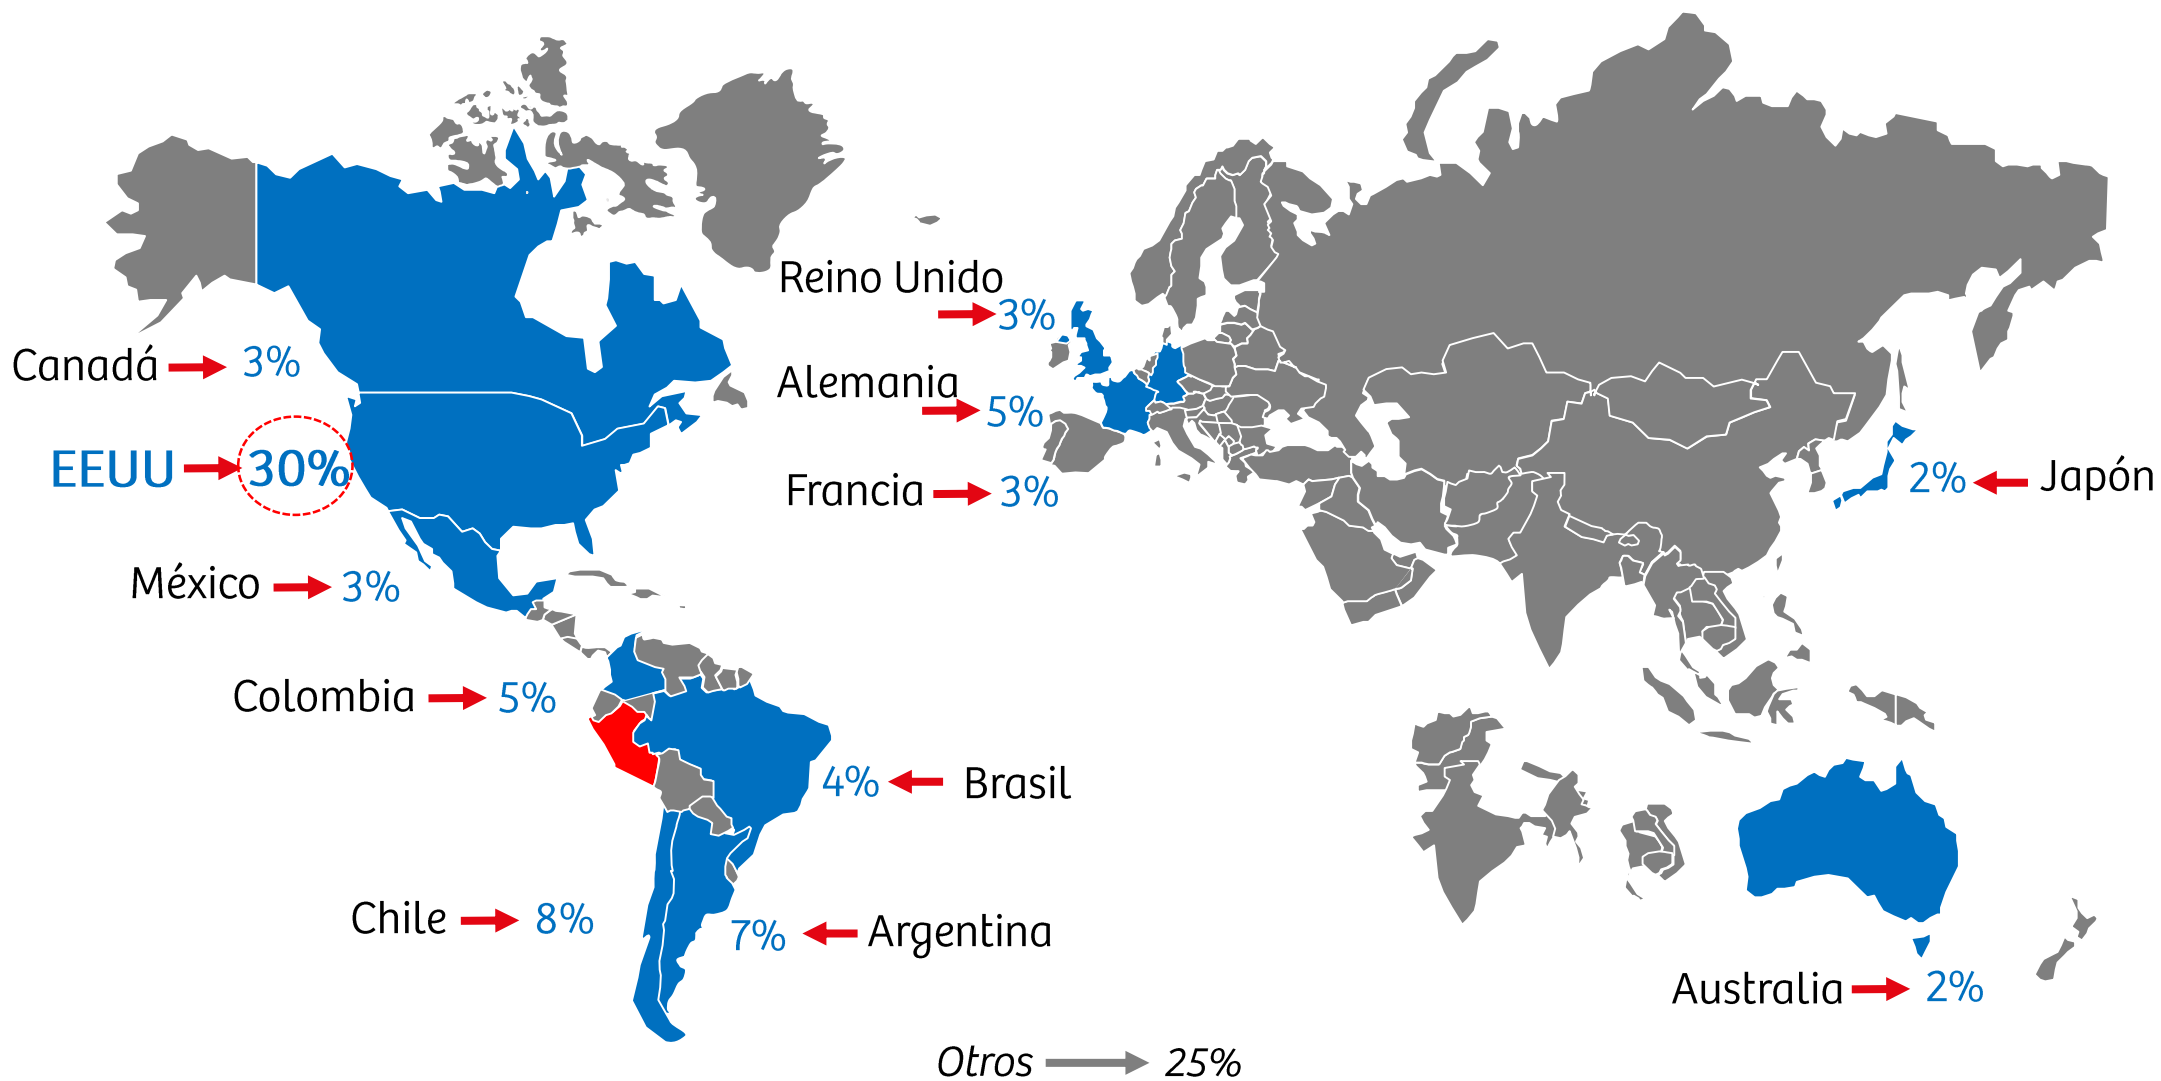 Reino Unido
3%
Canadá 3%
Alemania
5%
EEUU 30%
Francia 3%
2% Japón
México 3%
Colombia 5%
4% Brasil
Chile 8%
7% Argentina
Australia 2%
Otros 25%